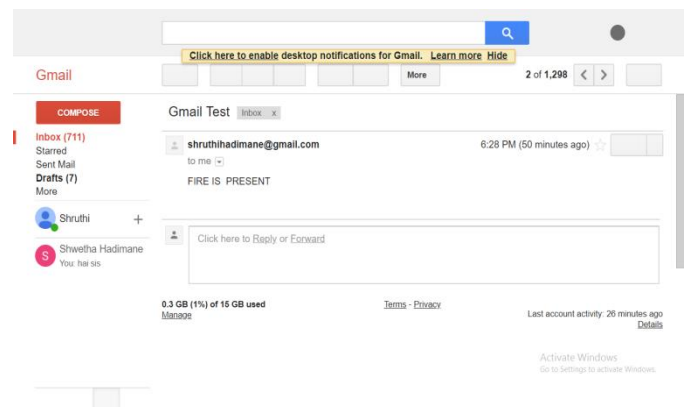 Click here to enable desktop notifications for Gmail. Learn more Hide
Gmail
More
2 of 1,298
COMPOSE
Gmail Test Inbox x
Inbox (711)
Starred
Sent Mail
Drafts (7)
More
shruthihadimane@gmail.com 6:28 PM (50 minutes ago)
to me
FIRE IS PRESENT
Shruthi +
S Shwetha Hadimane
You: hai sis
Click here to Reply or Forward
0.3 GB (1%) of 15 GB used
Manage
Terms - Privacy
Last account activity: 26 minutes ago
Details
Activate Windows
Go to Settings to activate Windows.